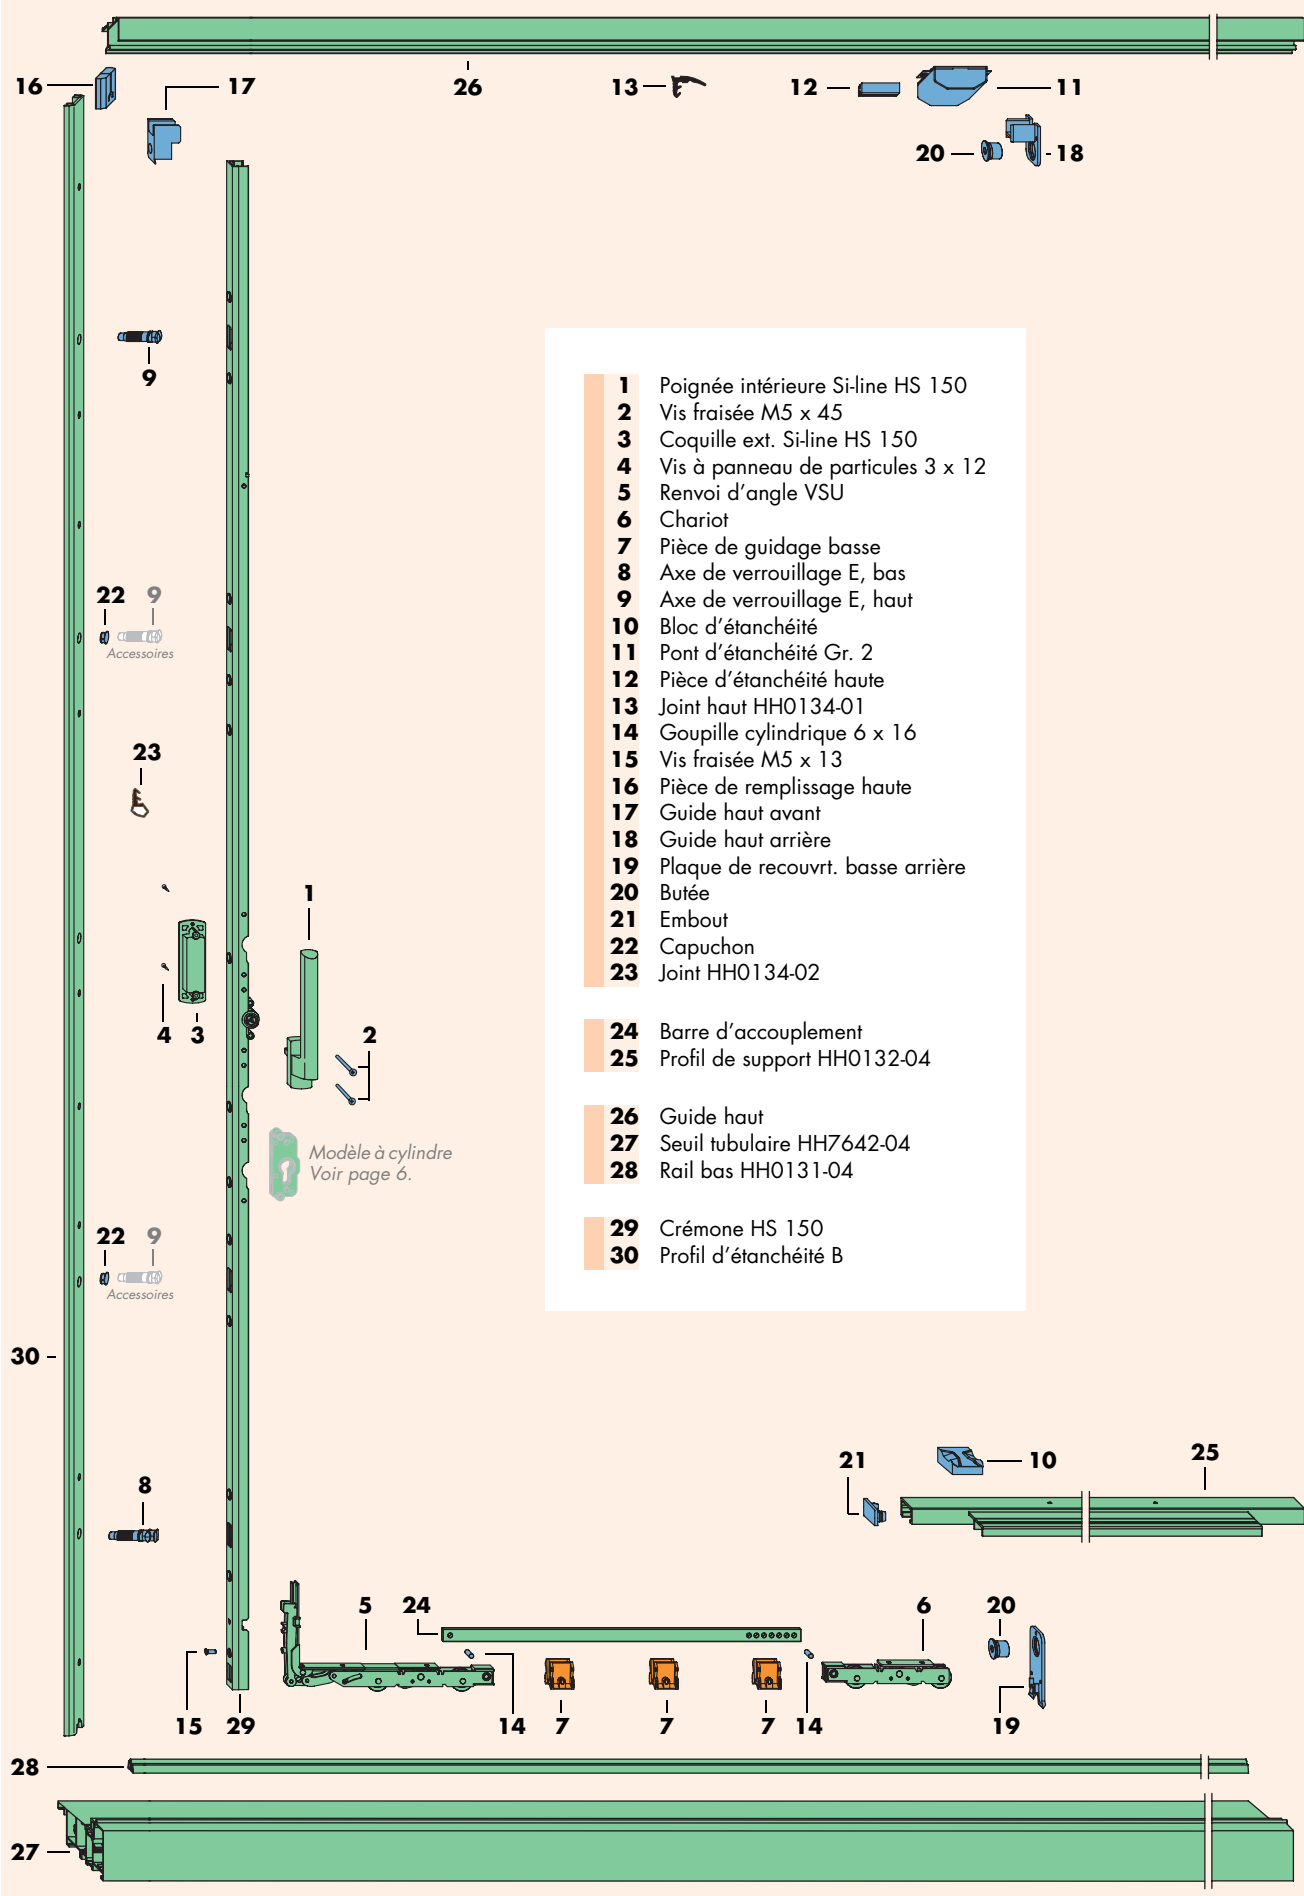 26
16
17
13
12
11
20
18
9
1 Poignée intérieure Si-line HS 150
2 Vis fraisée M5 x 45
3 Coquille ext. Si-line HS 150
4 Vis à panneau de particules 3 x 12
5 Renvoi d’angle VSU
6 Chariot
7 Pièce de guidage basse
8 Axe de verrouillage E, bas
9 Axe de verrouillage E, haut
10 Bloc d’étanchéité
11 Pont d’étanchéité Gr. 2
12 Pièce d’étanchéité haute
13 Joint haut HH0134-01
14 Goupille cylindrique 6 x 16
15 Vis fraisée M5 x 13
16 Pièce de remplissage haute
17 Guide haut avant
18 Guide haut arrière
19 Plaque de recouvrt. basse arrière
20 Butée
21 Embout
22 Capuchon
23 Joint HH0134-02
24 Barre d’accouplement
25 Profil de support HH0132-04
26 Guide haut
27 Seuil tubulaire HH7642-04
28 Rail bas HH0131-04
29 Crémone HS 150
30 Profil d’étanchéité B
22 9
Accessoires
23
1
4 3
2
Modèle à cylindre
Voir page 6.
22 9
Accessoires
30
8
21
10
25
5
24
6
20
15
29
14
7
7
7
14
19
28
27